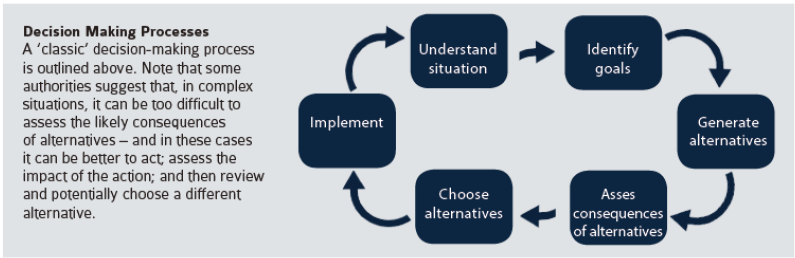 Decision Making Processes
A ‘classic’ decision-making process
is outlined above. Note that some
authorities suggest that, in complex
situations, it can be too difficult to
assess the likely consequences
of alternatives – and in these cases
it can be better to act; assess the
impact of the action; and then review
and potentially choose a different
alternative.
Understand
situation
Identify
goals
Generate
alternatives
Asses
consequences
of alternatives
Choose
alternatives
Implement